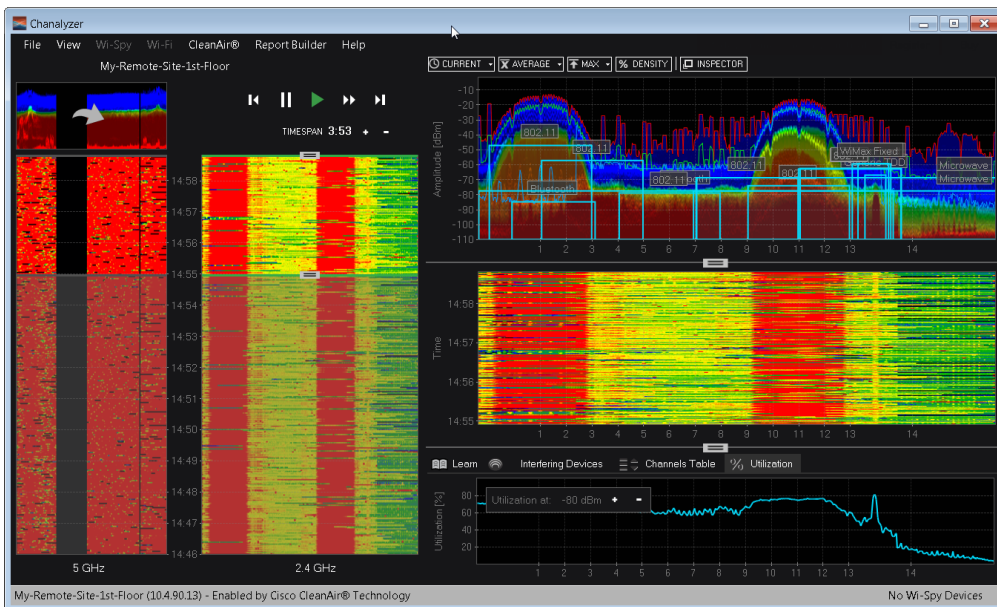 Chanalyzer
File View Wi-Spy Wi-Fi CleanAir® Report Builder Help
My-Remote-Site-1st-Floor
TIMESPAN 3:53 + -
14:58
14:57
14:56
14:55
14:54
14:53
14:52
14:51
14:50
14:49
14:48
14:47
14:46
5 GHz 2.4 GHz
CURRENT AVERAGE MAX % DENSITY INSPECTOR
Amplitude [dBm]
-10
-20
-30
-40
-50
-60
-70
-80
-90
-100
-110
802.11
802.11
802.11
802.11
Bluetooth
WiMax Fixed
TDD
Microwave
Microwave
1 2 3 4 5 6 7 8 9 10 11 12 13 14
Time
14:58
14:57
14:56
14:55
1 2 3 4 5 6 7 8 9 10 11 12 13 14
Learn Interfering Devices Channels Table % Utilization
Utilization [%]
80
60
40
20
Utilization at: -80 dBm + -
1 2 3 4 5 6 7 8 9 10 11 12 13 14
My-Remote-Site-1st-Floor (10.4.90.13) - Enabled by Cisco CleanAir® Technology No Wi-Spy Devices